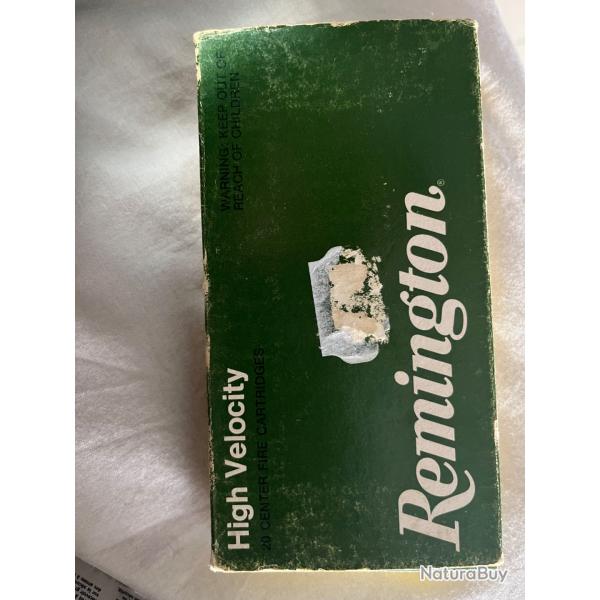 WARNING: KEEP OUT OF
REACH OF CHILDREN
High Velocity
20 CENTER FIRE CARTRIDGES
Remington®
NaturaBuy